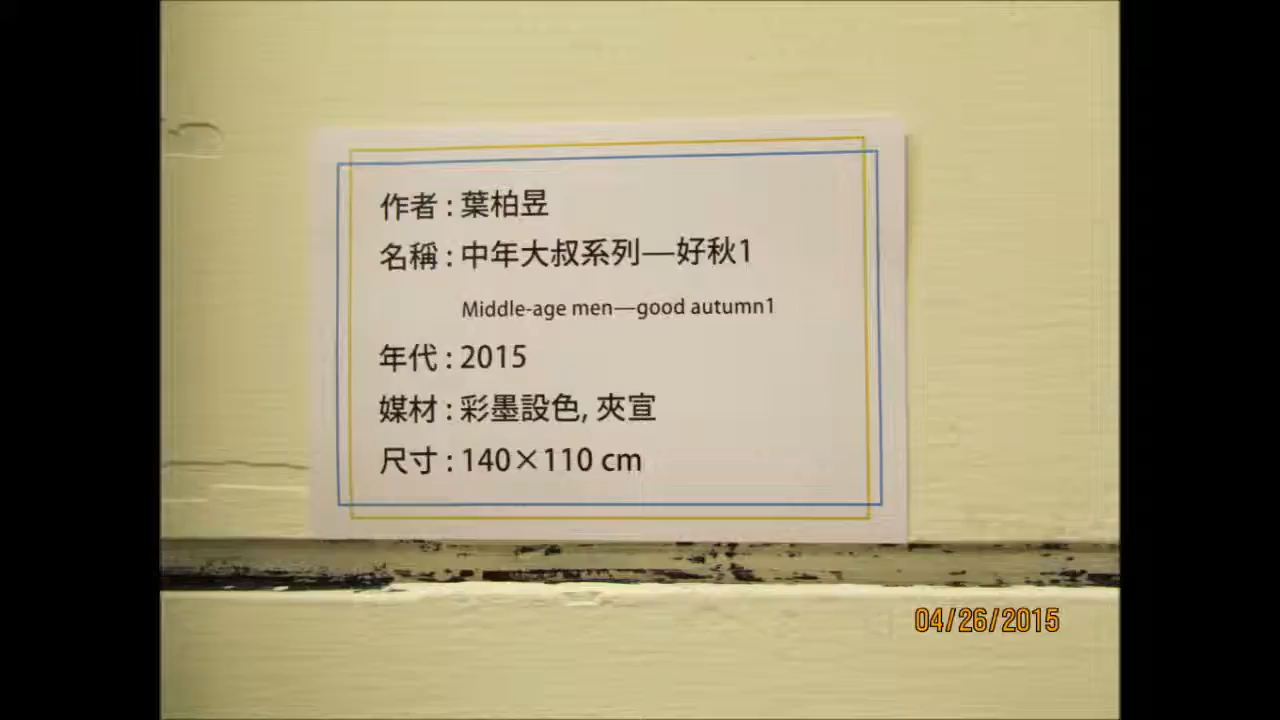 作者 : 葉柏昱
名稱 : 中年大叔系列—好秋1
Middle-age men—good autumn1
年代 : 2015
媒材 : 彩墨設色, 夾宣
尺寸 : 140×110 cm
04/26/2015